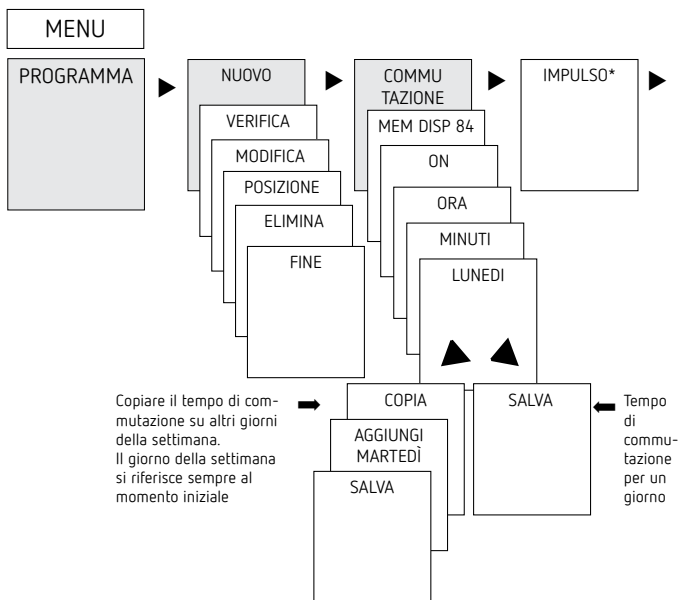 MENU
PROGRAMMA
NUOVO
VERIFICA
MODIFICA
POSIZIONE
ELIMINA
FINE
COMMU
TAZIONE
MEM DISP 84
ON
ORA
MINUTI
LUNEDI
IMPULSO*
Copiare il tempo di com-
mutazione su altri giorni
della settimana.
Il giorno della settimana
si riferisce sempre al
momento iniziale
COPIA
AGGIUNGI
MARTEDÌ
SALVA
SALVA
Tempo
di
commu-
tazione
per un
giorno